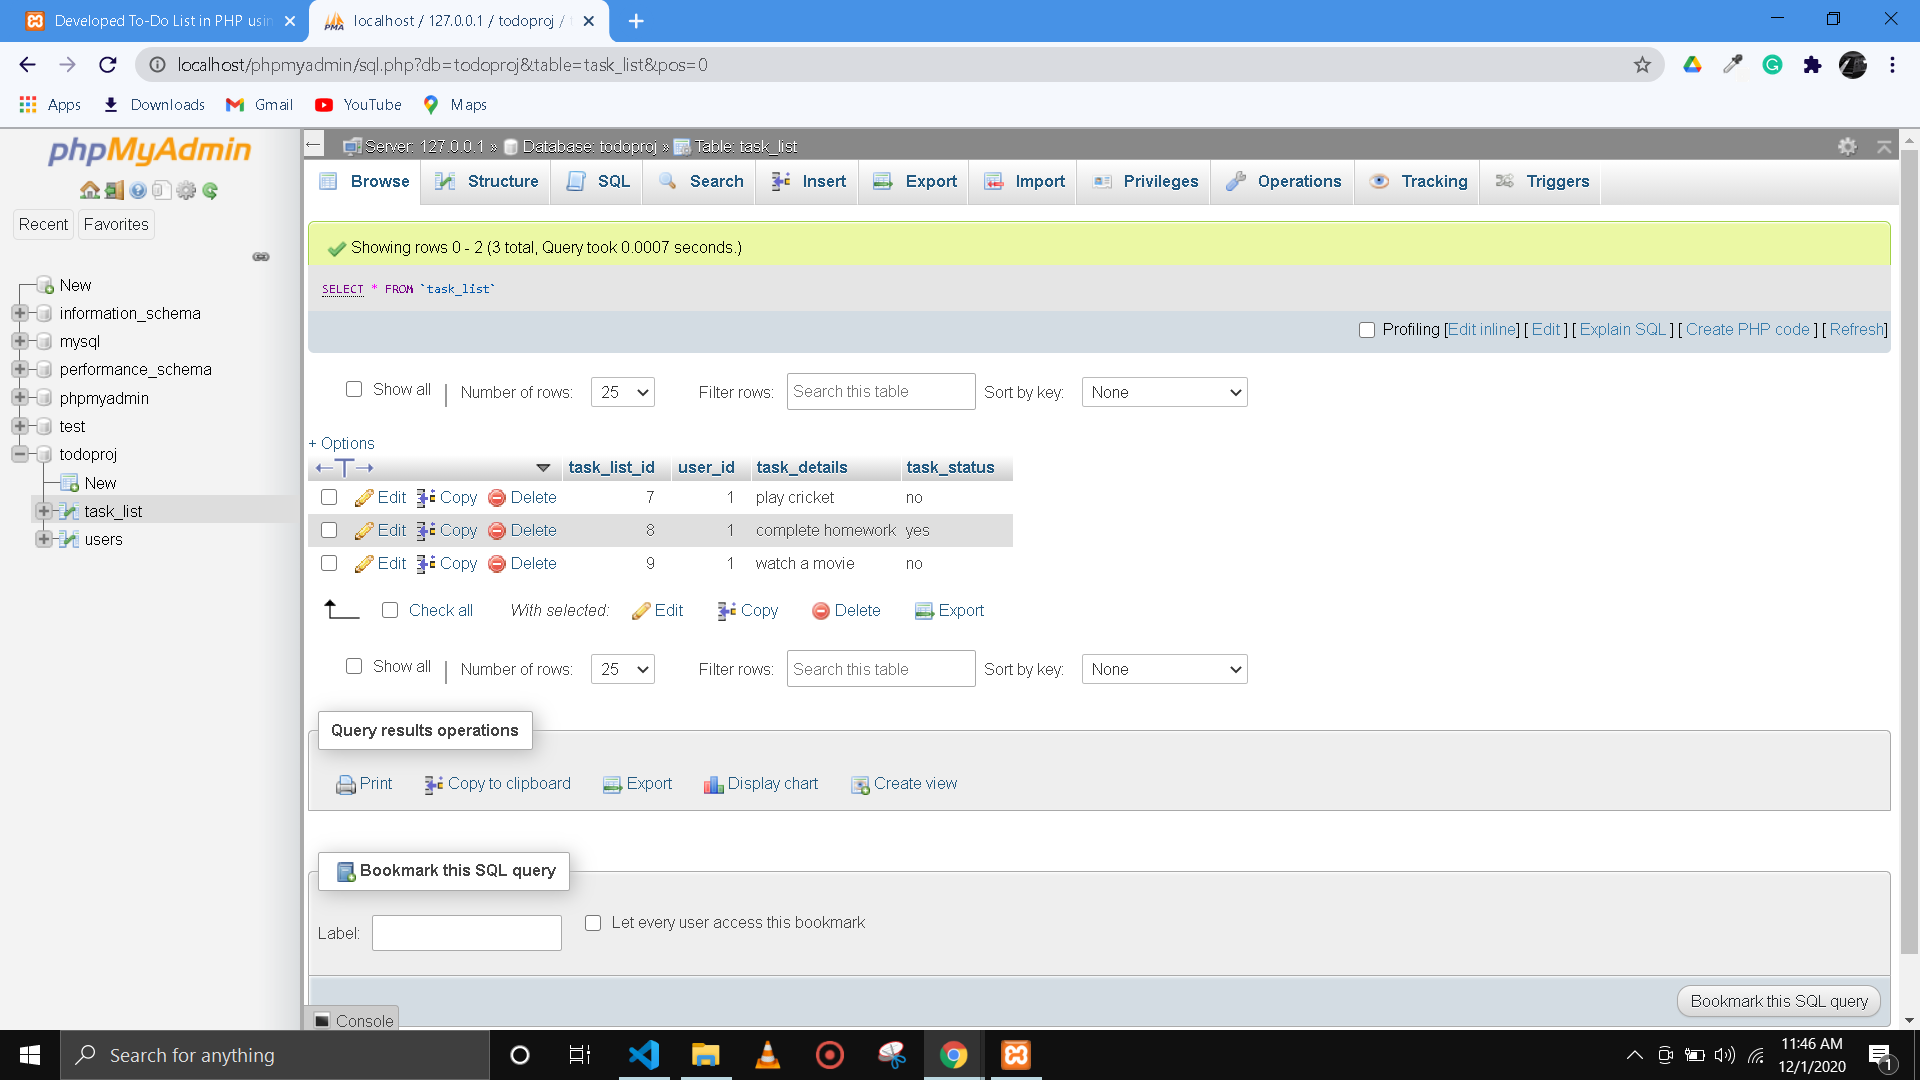 Developed To-Do List in PHP usin
localhost / 127.0.0.1 / todoproj /
localhost/phpmyadmin/sql.php?db=todoproj&table=task_list&pos=0
Apps Downloads Gmail YouTube Maps
phpMyAdmin
Recent Favorites
New
information_schema
mysql
performance_schema
phpmyadmin
test
todoproj
New
task_list
users
Server: 127.0.0.1 » Database: todoproj » Table: task_list
Browse Structure SQL Search Insert Export Import Privileges Operations Tracking Triggers
Showing rows 0 - 2 (3 total, Query took 0.0007 seconds.)
SELECT * FROM `task_list`
Profiling [Edit inline] [ Edit ] [ Explain SQL ] [ Create PHP code ] [ Refresh]
Show all | Number of rows: 25 Filter rows: Search this table Sort by key: None
+ Options
←T→ task_list_id user_id task_details task_status
Edit Copy Delete 7 1 play cricket no
Edit Copy Delete 8 1 complete homework yes
Edit Copy Delete 9 1 watch a movie no
Check all With selected: Edit Copy Delete Export
Show all | Number of rows: 25 Filter rows: Search this table Sort by key: None
Query results operations
Print Copy to clipboard Export Display chart Create view
Bookmark this SQL query
Label: Let every user access this bookmark
Bookmark this SQL query
Console
Search for anything
11:46 AM
12/1/2020
1